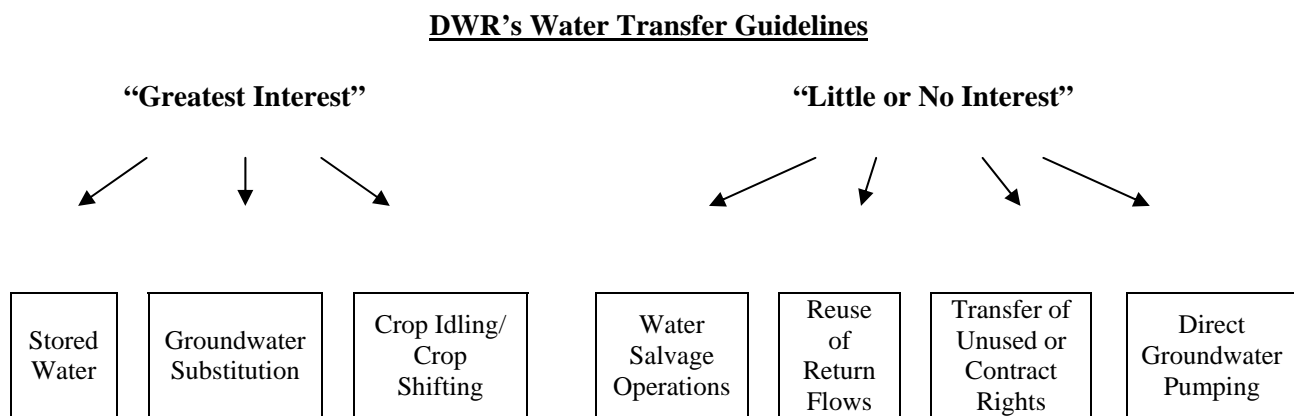 DWR’s Water Transfer Guidelines
“Greatest Interest”
“Little or No Interest”
Stored
Water
Groundwater
Substitution
Crop Idling/
Crop
Shifting
Water
Salvage
Operations
Reuse
of
Return
Flows
Transfer of
Unused or
Contract
Rights
Direct
Groundwater
Pumping